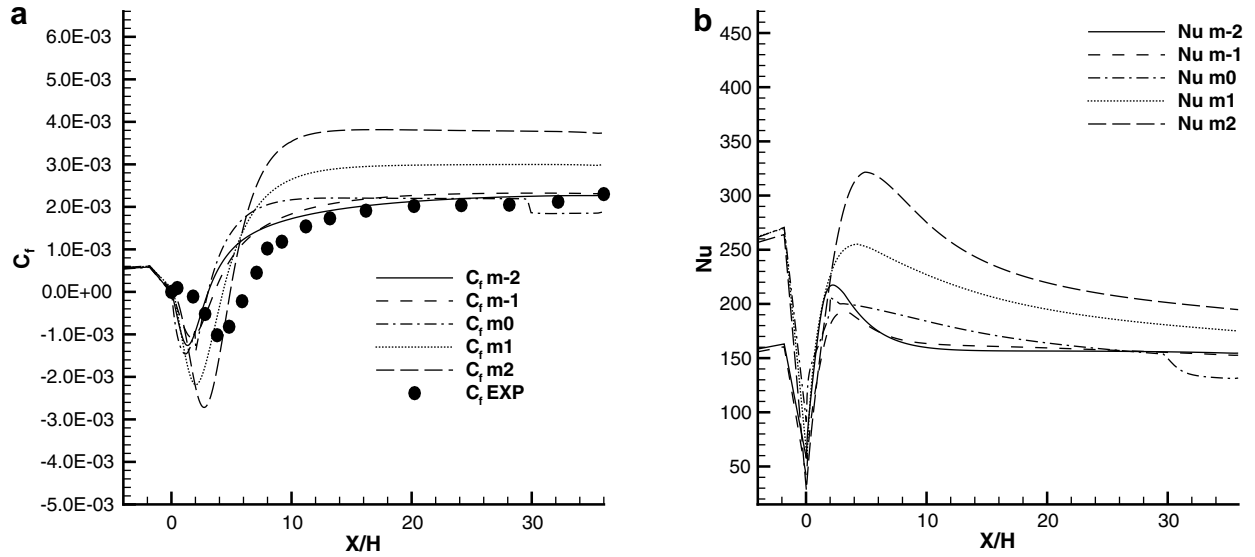 a
6.0E-03
5.0E-03
4.0E-03
3.0E-03
2.0E-03
1.0E-03
0.0E+00
-1.0E-03
-2.0E-03
-3.0E-03
-4.0E-03
-5.0E-03
Cf
0 10 20 30
X/H
Cf m-2
Cf m-1
Cf m0
Cf m1
Cf m2
Cf EXP
b
450
400
350
300
250
200
150
100
50
Nu
0 10 20 30
X/H
Nu m-2
Nu m-1
Nu m0
Nu m1
Nu m2